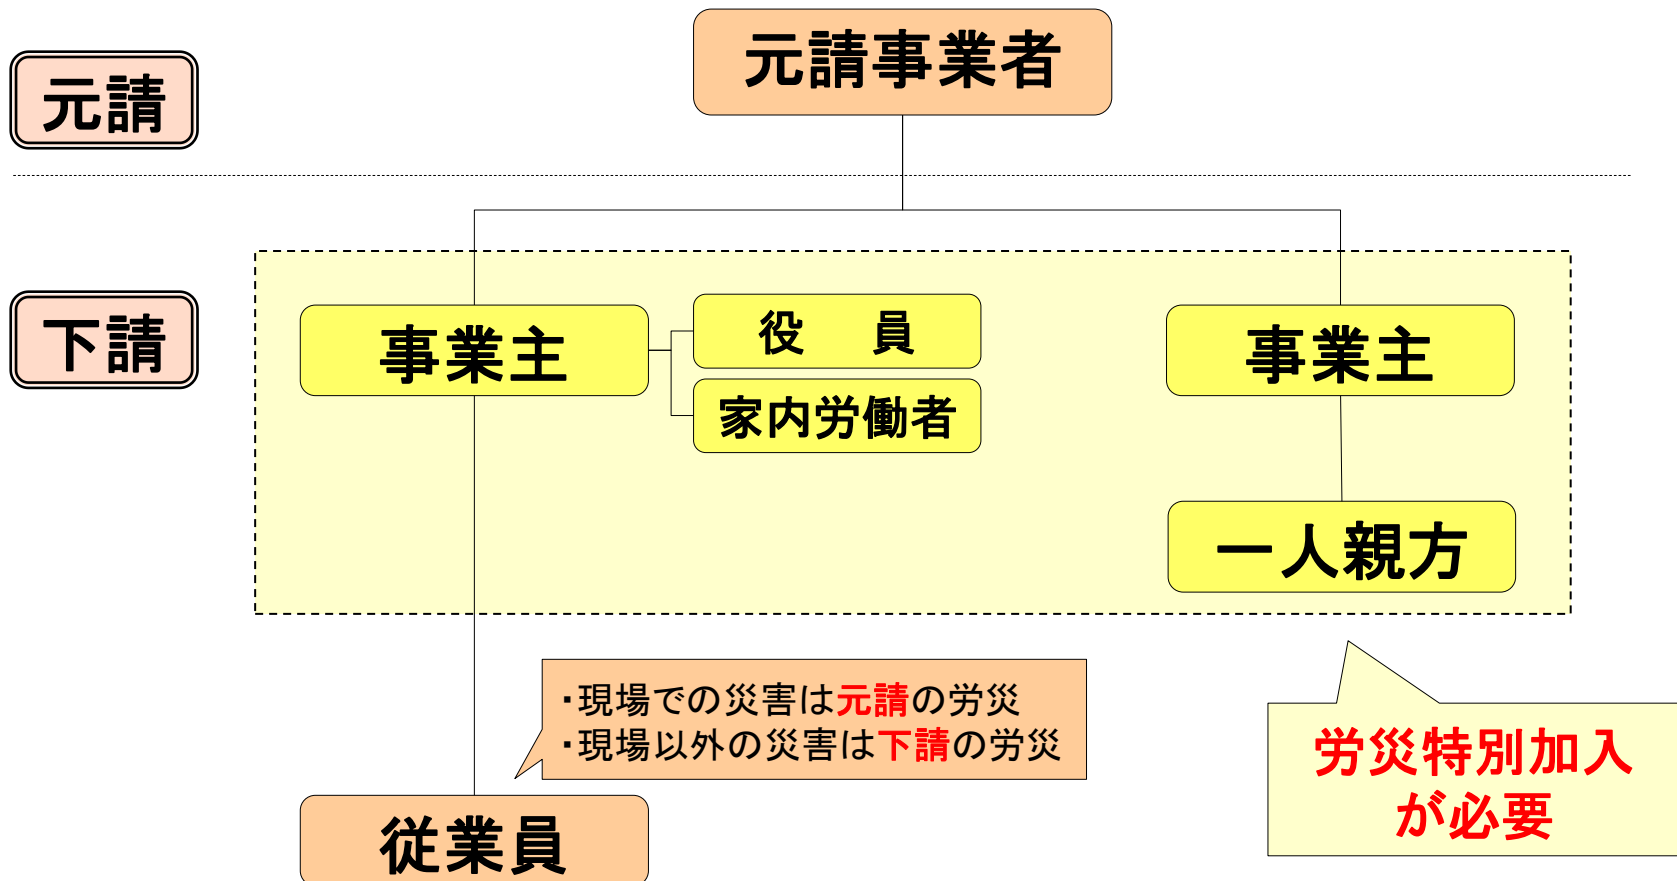 元請事業者
元請
下請
事業主
役　員
家内労働者
事業主
一人親方
・現場での災害は元請の労災
・現場以外の災害は下請の労災
労災特別加入
が必要
従業員